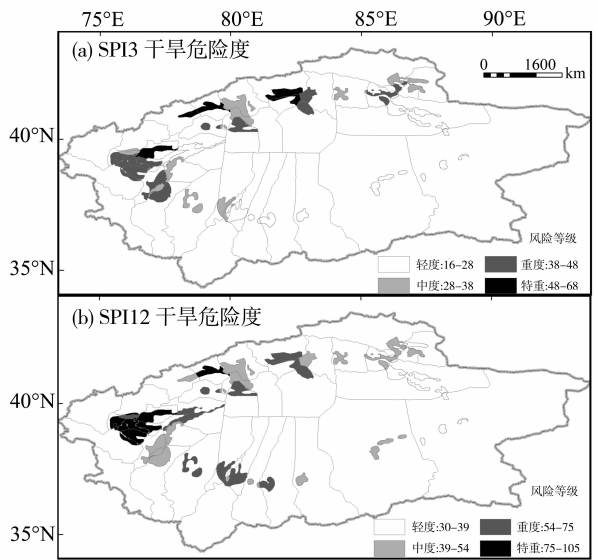 75°E 80°E 85°E 90°E
(a) SPI3 干旱危险度
0 1600
km
40°N
35°N
风险等级
轻度:16–28 重度:38–48
中度:28–38 特重:48–68
(b) SPI12 干旱危险度
40°N
35°N
风险等级
轻度:30–39 重度:54–75
中度:39–54 特重:75–105